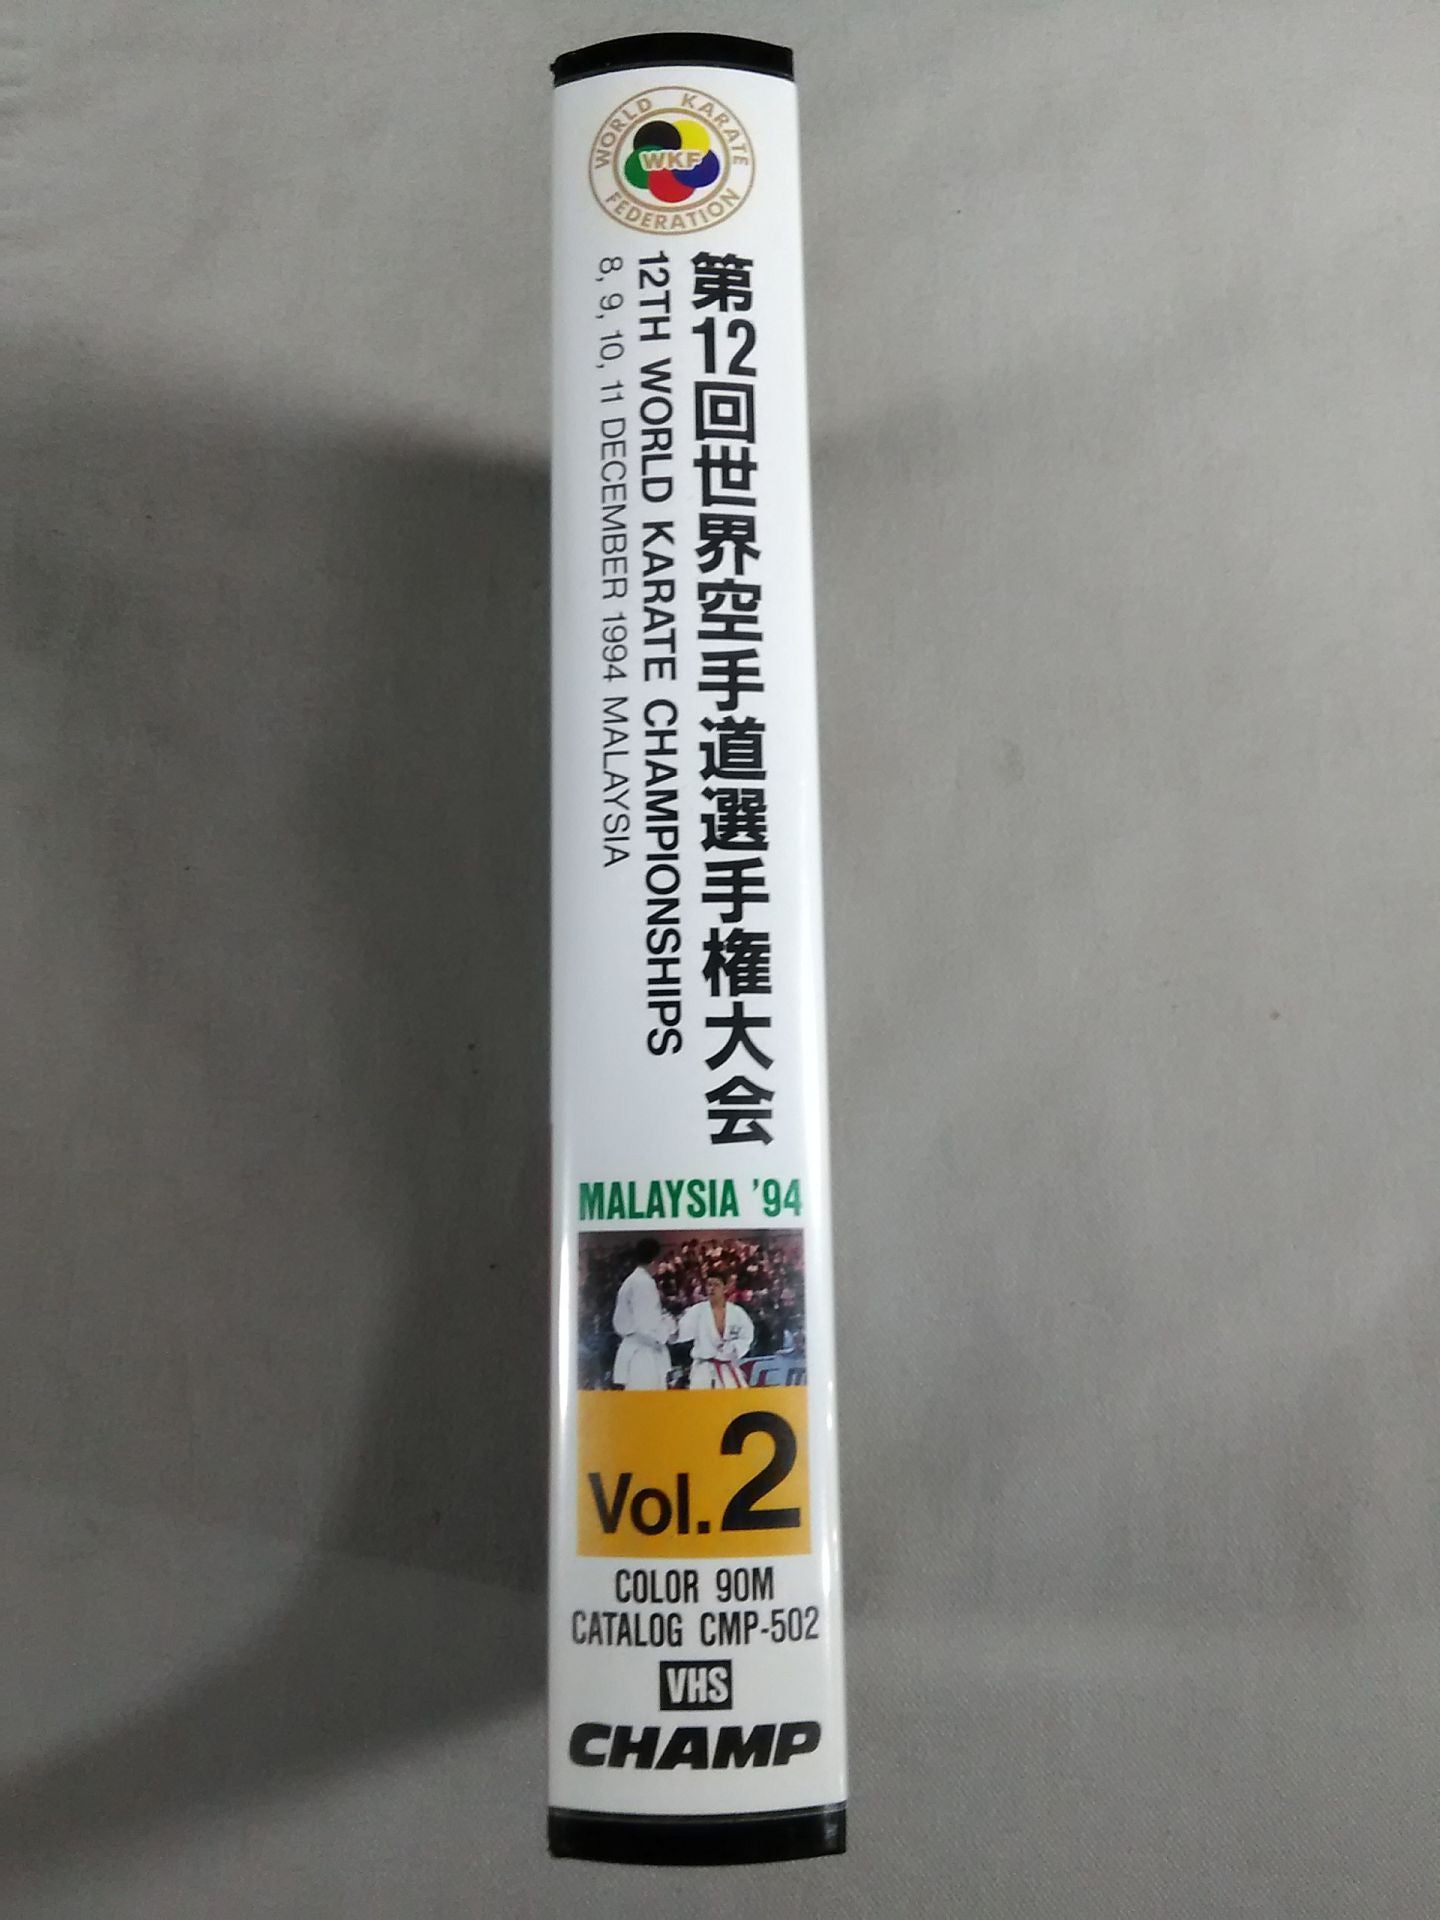 WORLD KARATE FEDERATION
WKF
第12回世界空手道選手権大会
12TH WORLD KARATE CHAMPIONSHIPS
8, 9, 10, 11 DECEMBER 1994 MALAYSIA
MALAYSIA '94
Vol.2
COLOR 90M
CATALOG CMP-502
VHS
CHAMP